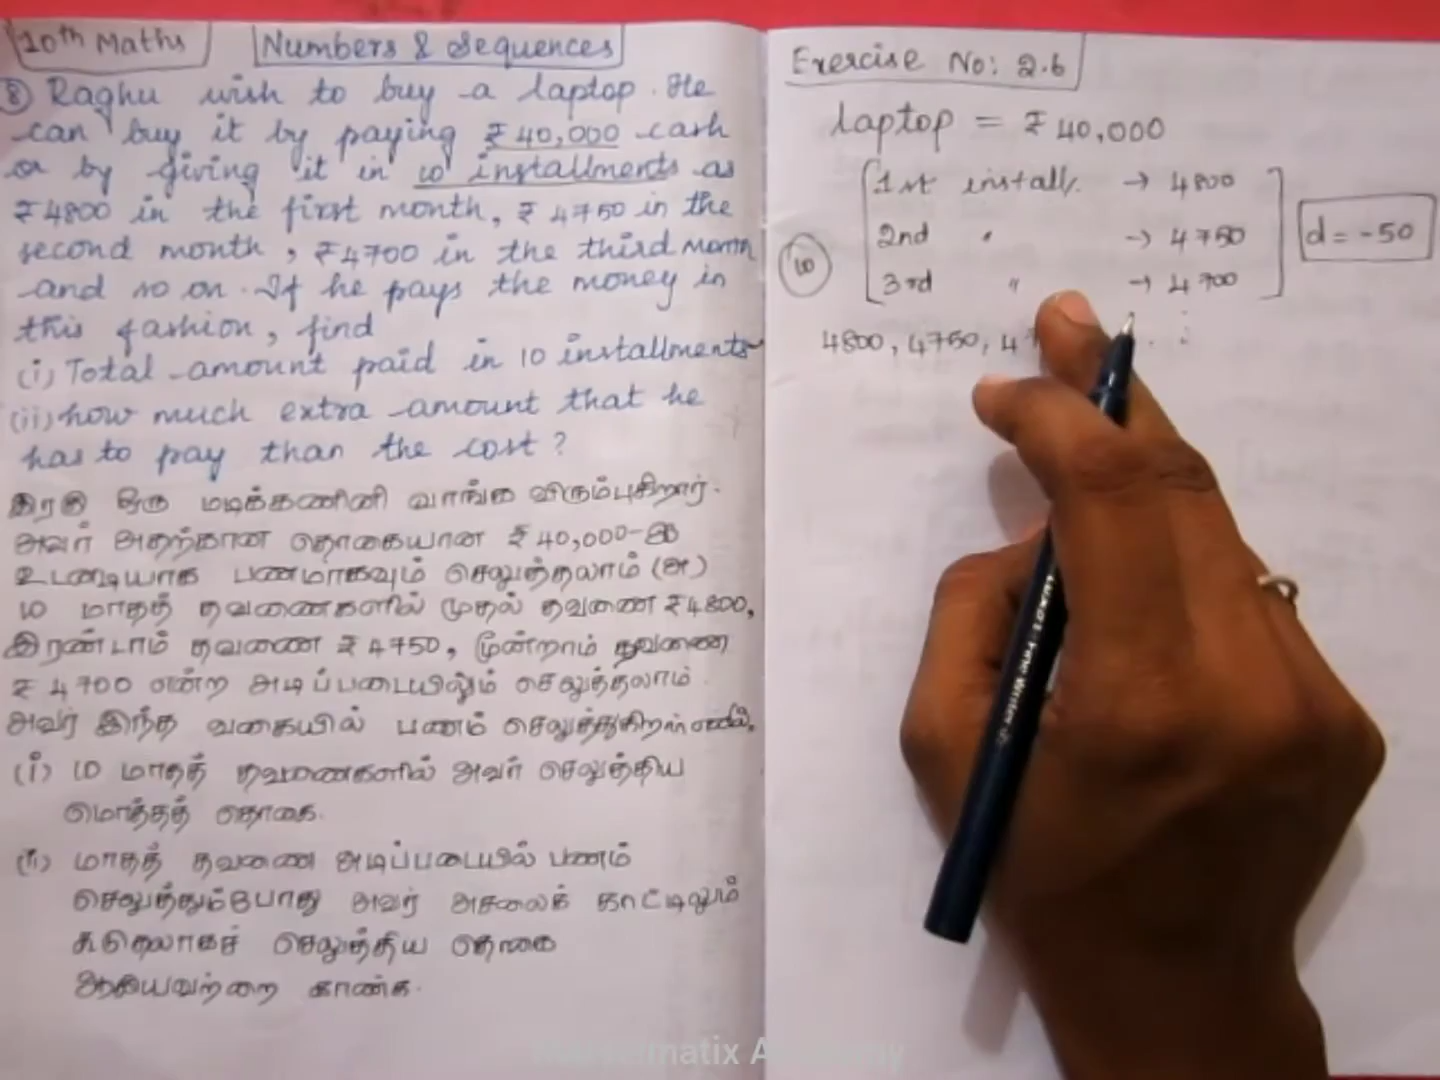 10th Maths
Numbers & Sequences
⑧ Raghu wish to buy a laptop. He
can buy it by paying ₹40,000 cash
or by giving it in 10 installments as
₹4800 in the first month, ₹4750 in the
second month, ₹4700 in the third month
and so on. If he pays the money in
this fashion, find
(i) Total amount paid in 10 installments
(ii) how much extra amount that he
has to pay than the cost?
இரகு ஒரு மடிக்கணினி வாங்க விரும்புகிறார்.
அவர் அதற்கான தொகையான ₹40,000-ஐ
உடனடியாக பணமாகவும் செலுத்தலாம் (அ)
10 மாதத் தவணைகளில் முதல் தவணை ₹4800,
இரண்டாம் தவணை ₹4750, மூன்றாம் தவணை
₹4700 என்ற அடிப்படையிலும் செலுத்தலாம்.
அவர் இந்த வகையில் பணம் செலுத்துகிறார் எனில்,
(i) 10 மாதத் தவணைகளில் அவர் செலுத்திய
மொத்தத் தொகை.
(ii) மாதத் தவணை அடிப்படையில் பணம்
செலுத்தும்போது அவர் அசலைக் காட்டிலும்
கூடுதலாகச் செலுத்திய தொகை
ஆகியவற்றை காண்க.
Exercise No: 2.6
laptop = ₹40,000
1st install. → 4800
2nd " → 4750
3rd " → 4700
10
d = -50
4800, 4750,